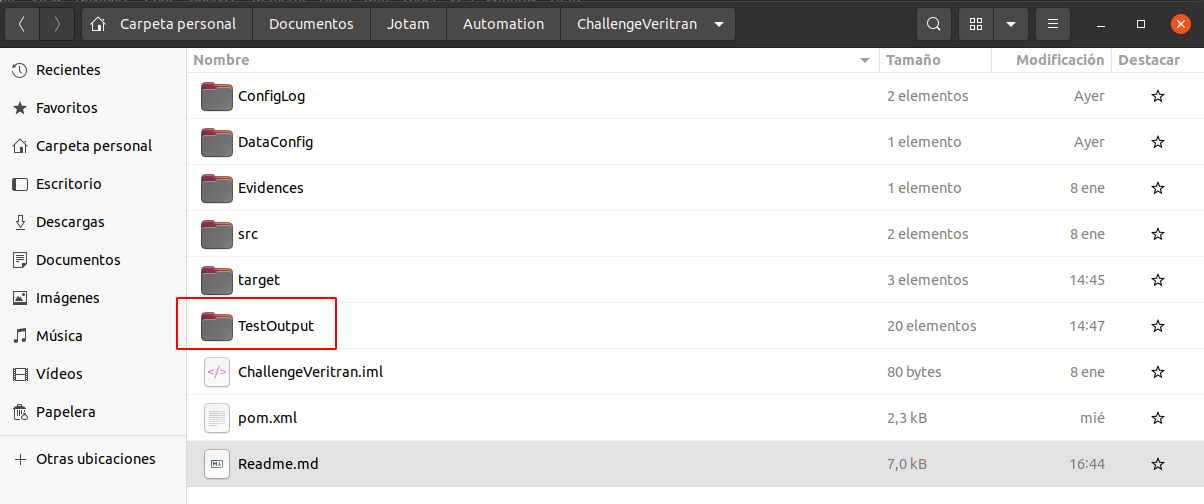 Carpeta personal Documentos Jotam Automation ChallengeVeritran
Nombre Tamaño Modificación Destacar
Recientes
Favoritos
Carpeta personal
Escritorio
Descargas
Documentos
Imágenes
Música
Vídeos
Papelera
Otras ubicaciones
ConfigLog 2 elementos Ayer
DataConfig 1 elemento Ayer
Evidences 1 elemento 8 ene
src 2 elementos 8 ene
target 3 elementos 14:45
TestOutput 20 elementos 14:47
ChallengeVeritran.iml 80 bytes 8 ene
pom.xml 2,3 kB mié
Readme.md 7,0 kB 16:44